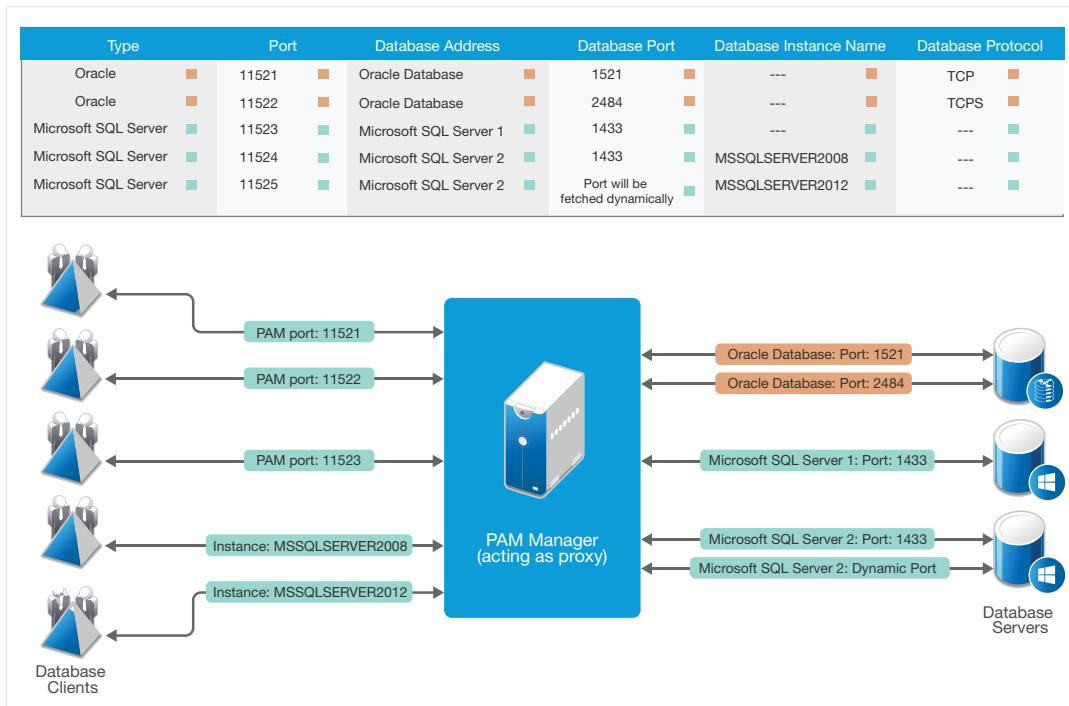 Type Port Database Address Database Port Database Instance Name Database Protocol
Oracle 11521 Oracle Database 1521 --- TCP
Oracle 11522 Oracle Database 2484 --- TCPS
Microsoft SQL Server 11523 Microsoft SQL Server 1 1433 --- ---
Microsoft SQL Server 11524 Microsoft SQL Server 2 1433 MSSQLSERVER2008 ---
Microsoft SQL Server 11525 Microsoft SQL Server 2 Port will be fetched dynamically MSSQLSERVER2012 ---
PAM port: 11521
PAM port: 11522
PAM port: 11523
Instance: MSSQLSERVER2008
Instance: MSSQLSERVER2012
Database
Clients
PAM Manager
(acting as proxy)
Oracle Database: Port: 1521
Oracle Database: Port: 2484
Microsoft SQL Server 1: Port: 1433
Microsoft SQL Server 2: Port: 1433
Microsoft SQL Server 2: Dynamic Port
Database
Servers